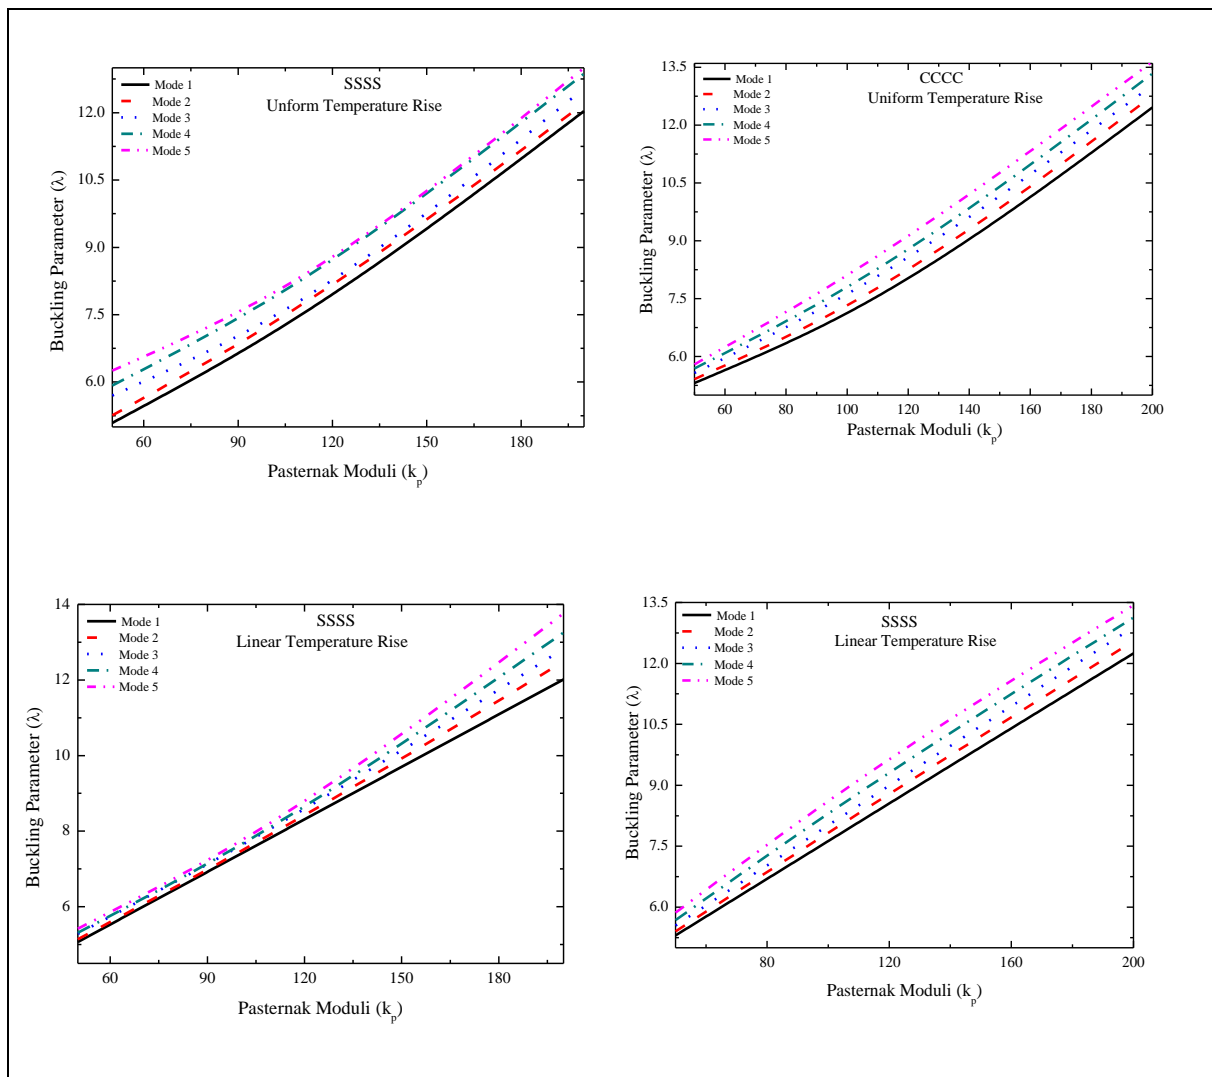 SSSS
Unform Temperature Rise
Mode 1
Mode 2
Mode 3
Mode 4
Mode 5
12.0
10.5
9.0
7.5
6.0
Buckling Parameter (λ)
60 90 120 150 180
Pasternak Moduli (kp)
CCCC
Uniform Temperature Rise
Mode 1
Mode 2
Mode 3
Mode 4
Mode 5
13.5
12.0
10.5
9.0
7.5
6.0
Buckling Parameter (λ)
60 80 100 120 140 160 180 200
Pasternak Moduli (kp)
SSSS
Linear Temperature Rise
Mode 1
Mode 2
Mode 3
Mode 4
Mode 5
14
12
10
8
6
Buckling Parameter (λ)
60 90 120 150 180
Pasternak Moduli (kp)
SSSS
Linear Temperature Rise
Mode 1
Mode 2
Mode 3
Mode 4
Mode 5
13.5
12.0
10.5
9.0
7.5
6.0
Buckling Parameter (λ)
80 120 160 200
Pasternak Moduli (kp)